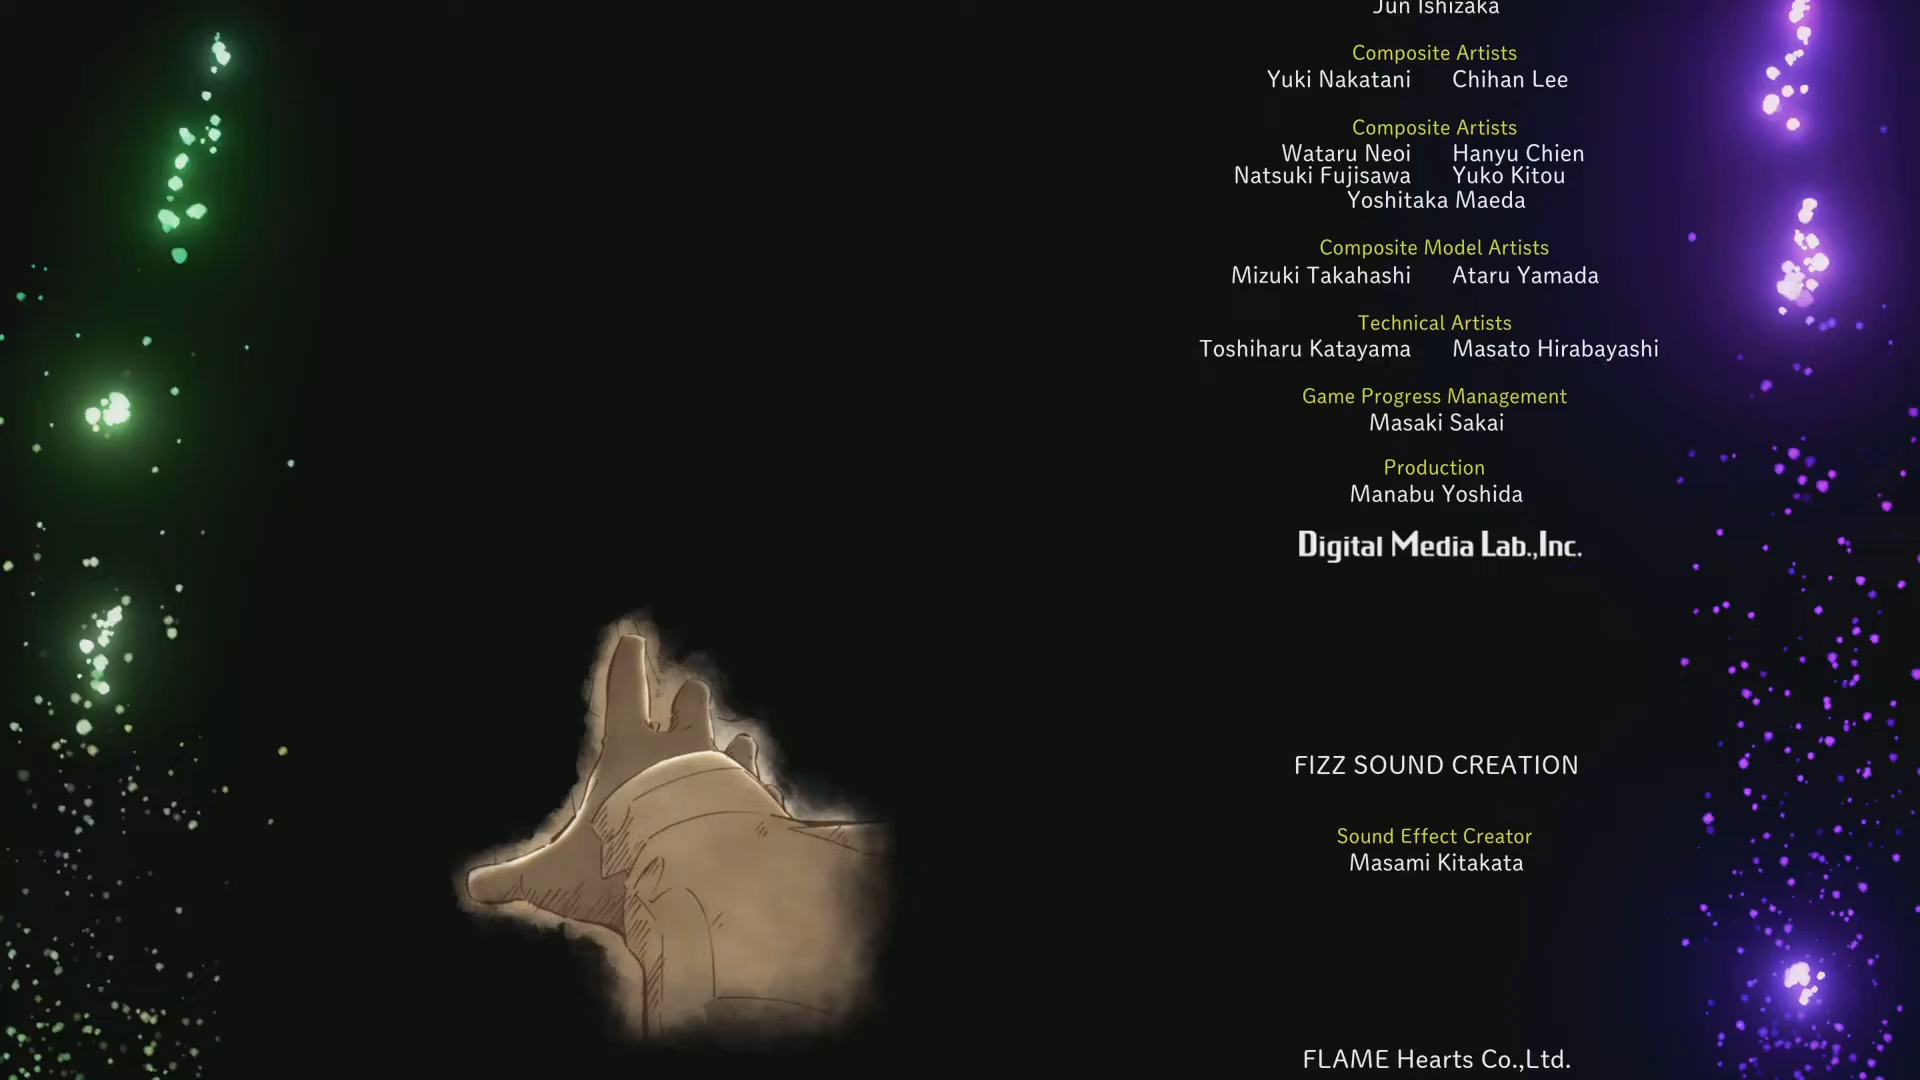 Jun Ishizaka
Composite Artists
Yuki Nakatani Chihan Lee
Composite Artists
Wataru Neoi Hanyu Chien
Natsuki Fujisawa Yuko Kitou
Yoshitaka Maeda
Composite Model Artists
Mizuki Takahashi Ataru Yamada
Technical Artists
Toshiharu Katayama Masato Hirabayashi
Game Progress Management
Masaki Sakai
Production
Manabu Yoshida
Digital Media Lab.,Inc.
FIZZ SOUND CREATION
Sound Effect Creator
Masami Kitakata
FLAME Hearts Co.,Ltd.